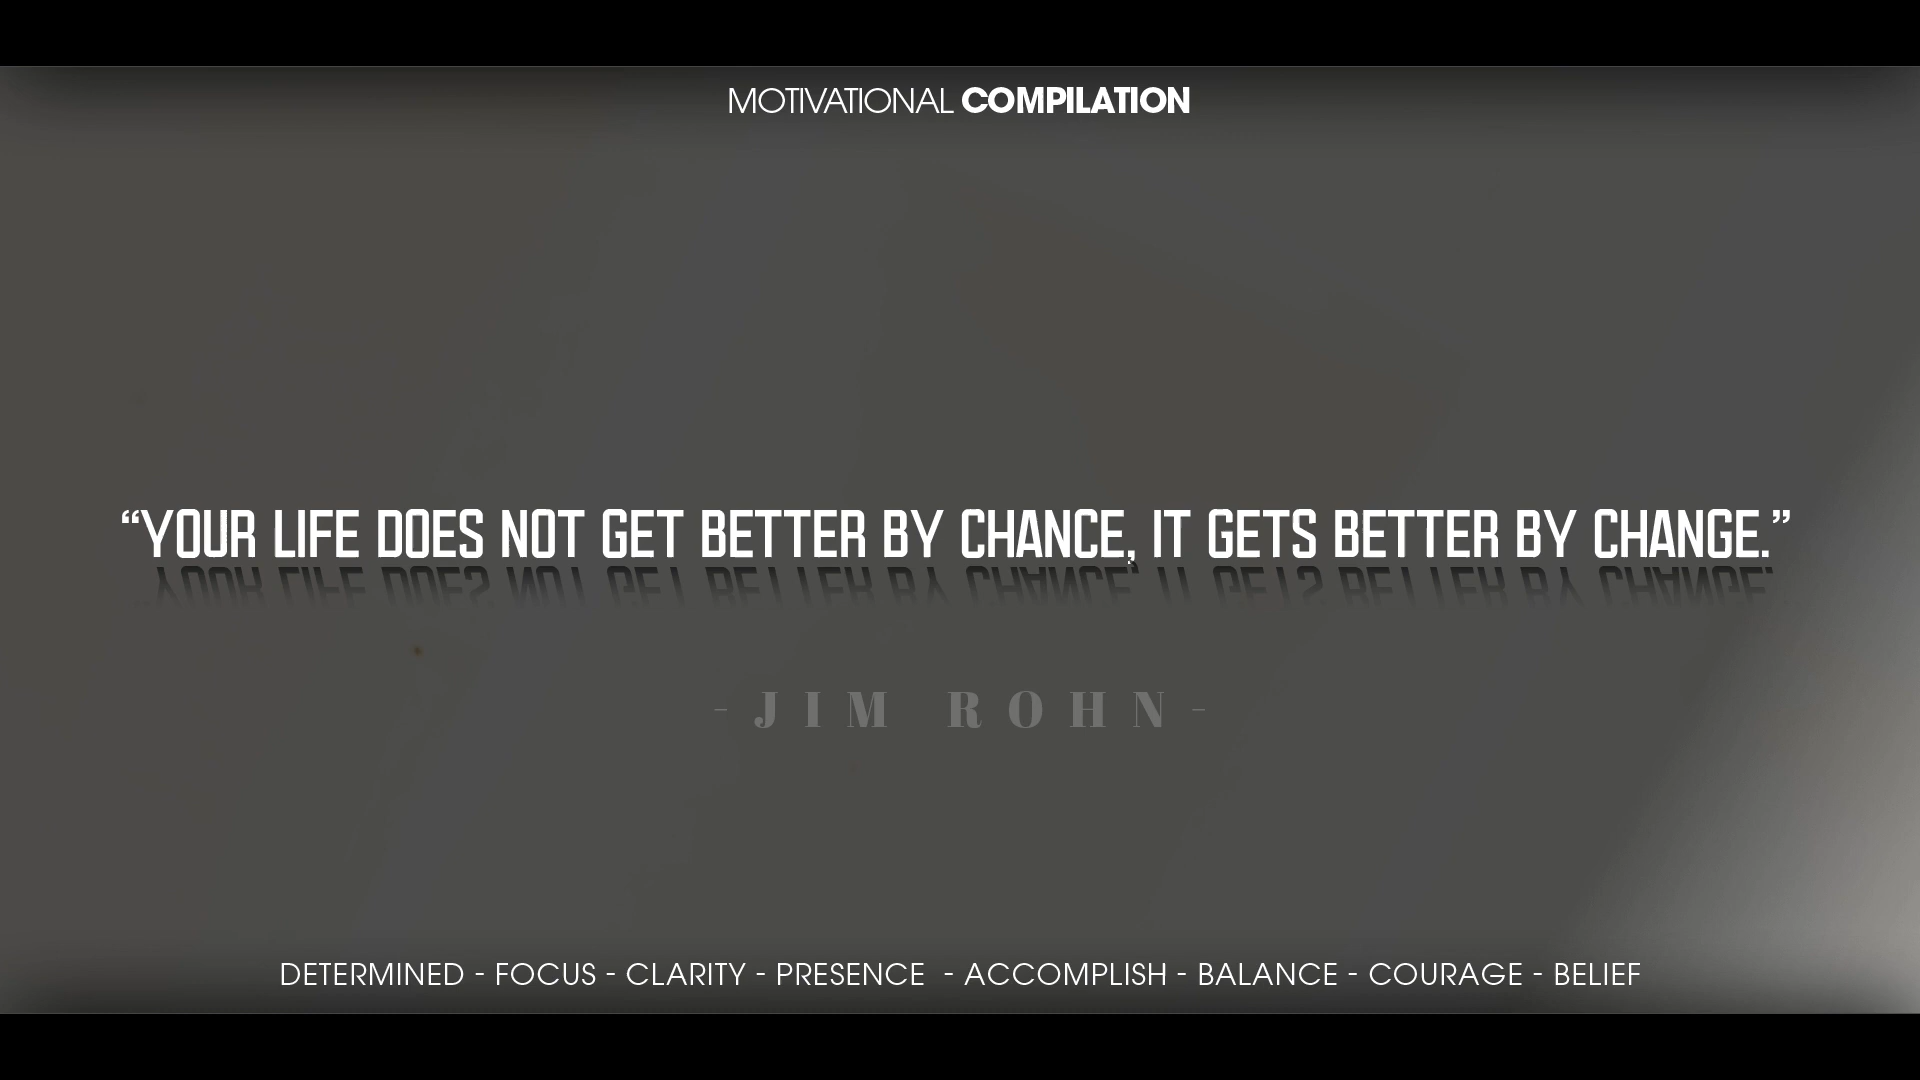 MOTIVATIONAL COMPILATION
“YOUR LIFE DOES NOT GET BETTER BY CHANCE, IT GETS BETTER BY CHANGE.”
- JIM ROHN -
DETERMINED - FOCUS - CLARITY - PRESENCE - ACCOMPLISH - BALANCE - COURAGE - BELIEF